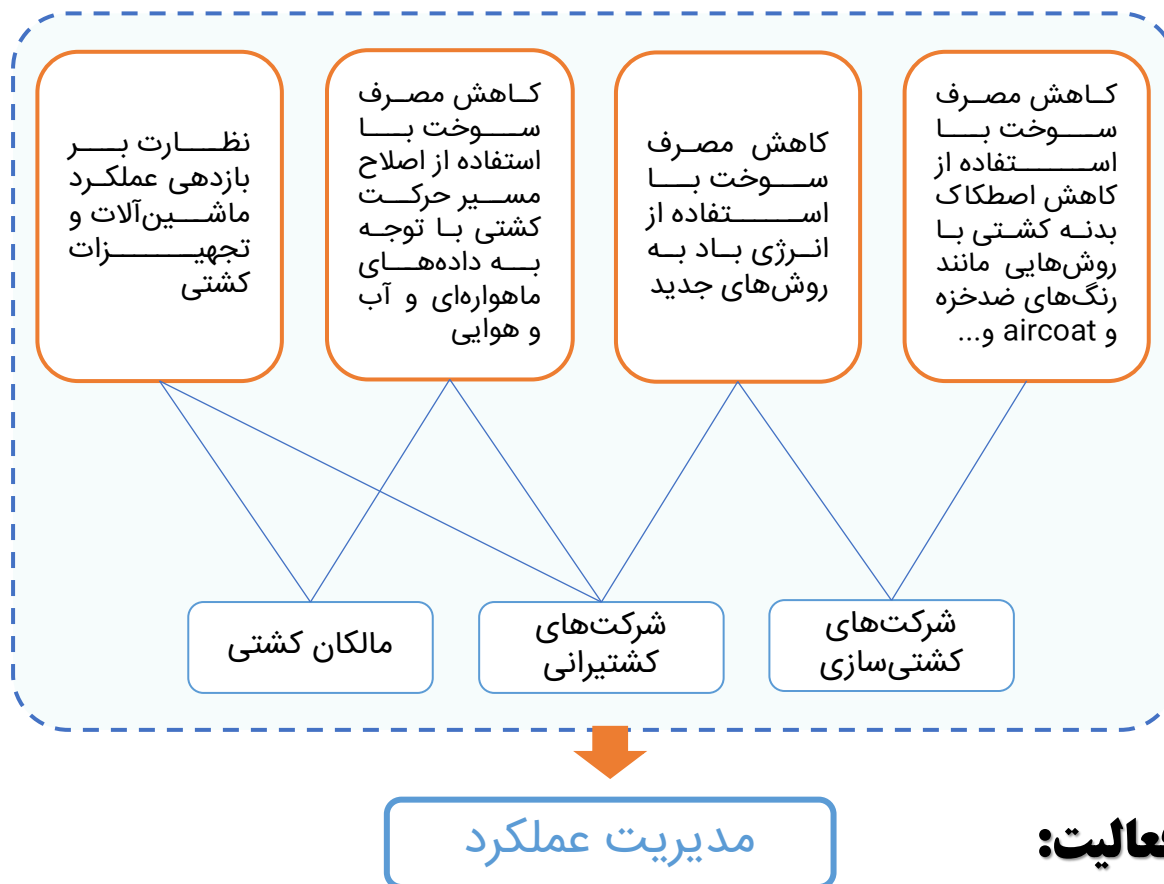 کاهش مصرف
سوخت با
استفاده از
کاهش اصطکاک
بدنه کشتی با
روش‌هایی مانند
رنگ‌های ضدخزه
و aircoat و...
کاهش مصرف
سوخت با
استفاده از
انرژی باد به
روش‌های جدید
کاهش مصرف
سوخت با
استفاده از اصلاح
مسیر حرکت
کشتی با توجه
به داده‌های
ماهواره‌ای و آب
و هوایی
نظارت بر
بازدهی عملکرد
ماشین‌آلات و
تجهیزات
کشتی
شرکت‌های
کشتی‌سازی
شرکت‌های
کشتیرانی
مالکان کشتی
مدیریت عملکرد
فعالیت: